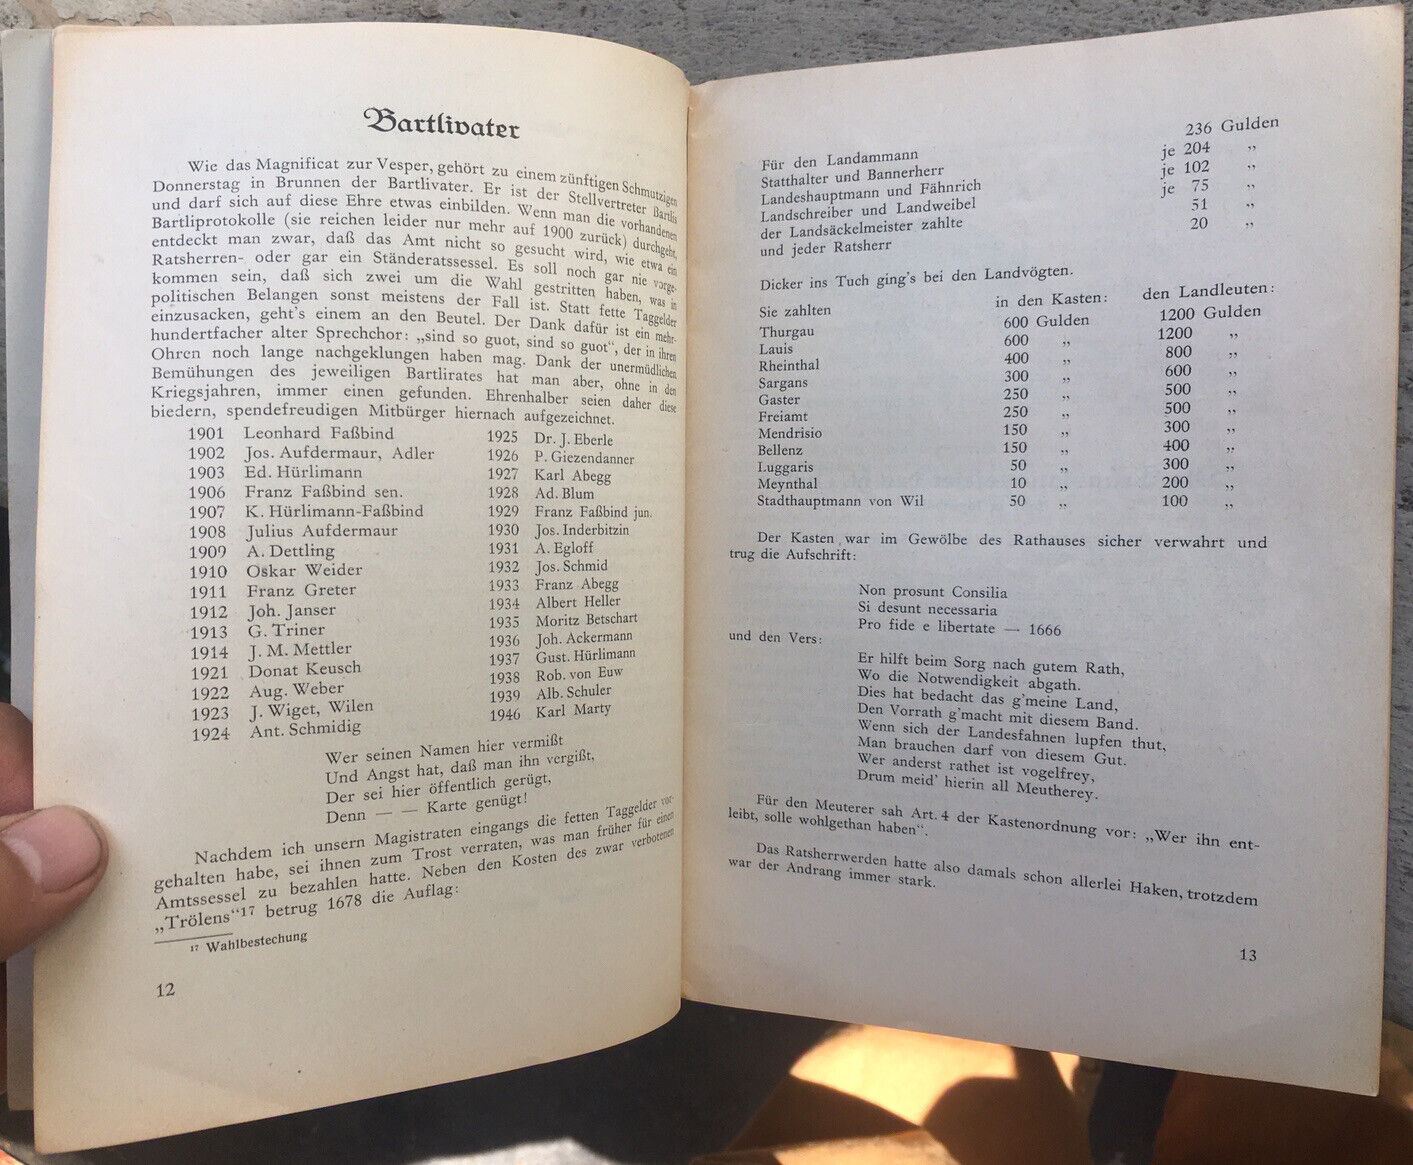 Bartlivater
Wie das Magnificat zur Vesper, gehört zu einem zünftigen Schmutzigen
Donnerstag in Brunnen der Bartlivater. Er ist der Stellvertreter Bartlis
und darf sich auf diese Ehre etwas einbilden. Wenn man die vorhandenen
Bartliprotokolle (sie reichen leider nur mehr auf 1900 zurück) durchgeht,
entdeckt man zwar, daß das Amt nicht so gesucht wird, wie etwa ein
Ratsherren- oder gar ein Ständeratssessel. Es soll noch gar nie vorge-
kommen sein, daß sich zwei um die Wahl gestritten haben, was in
politischen Belangen sonst meistens der Fall ist. Statt fette Taggelder
einzusacken, geht's einem an den Beutel. Der Dank dafür ist ein mehr-
hundertfacher alter Sprechchor: „sind so guot, sind so guot“, der in ihren
Ohren noch lange nachgeklungen haben mag. Dank der unermüdlichen
Bemühungen des jeweiligen Bartlirates hat man aber, ohne in den
Kriegsjahren, immer einen gefunden. Ehrenhalber seien daher diese
biedern, spendefreudigen Mitbürger hiernach aufgezeichnet.
1901 Leonhard Faßbind
1902 Jos. Aufdermaur, Adler
1903 Ed. Hürlimann
1906 Franz Faßbind sen.
1907 K. Hürlimann-Faßbind
1908 Julius Aufdermaur
1909 A. Dettling
1910 Oskar Weider
1911 Franz Greter
1912 Joh. Janser
1913 G. Triner
1914 J. M. Mettler
1921 Donat Keusch
1922 Aug. Weber
1923 J. Wiget, Wilen
1924 Ant. Schmidig
1925 Dr. J. Eberle
1926 P. Giezendanner
1927 Karl Abegg
1928 Ad. Blum
1929 Franz Faßbind jun.
1930 Jos. Inderbitzin
1931 A. Egloff
1932 Jos. Schmid
1933 Franz Abegg
1934 Albert Heller
1935 Moritz Betschart
1936 Joh. Ackermann
1937 Gust. Hürlimann
1938 Rob. von Euw
1939 Alb. Schuler
1946 Karl Marty
Wer seinen Namen hier vermißt
Und Angst hat, daß man ihn vergißt,
Der sei hier öffentlich gerügt,
Denn — — Karte genügt!
Nachdem ich unsern Magistraten eingangs die fetten Taggelder vor-
gehalten habe, sei ihnen zum Trost verraten, was man früher für einen
Amtssessel zu bezahlen hatte. Neben den Kosten des zwar verbotenen
„Trölens“17 betrug 1678 die Auflag:
17 Wahlbestechung
12
Für den Landammann 236 Gulden
Statthalter und Bannerherr je 204 „
Landeshauptmann und Fähnrich je 102 „
Landschreiber und Landweibel je 75 „
der Landsäckelmeister zahlte 51 „
und jeder Ratsherr 20 „
Dicker ins Tuch ging's bei den Landvögten.
Sie zahlten in den Kasten: den Landleuten:
Thurgau 600 Gulden 1200 Gulden
Lauis 600 „ 1200 „
Rheinthal 400 „ 800 „
Sargans 300 „ 600 „
Gaster 250 „ 500 „
Freiamt 250 „ 500 „
Mendrisio 150 „ 300 „
Bellenz 150 „ 400 „
Luggaris 50 „ 300 „
Meynthal 10 „ 200 „
Stadthauptmann von Wil 50 „ 100 „
Der Kasten war im Gewölbe des Rathauses sicher verwahrt und
trug die Aufschrift:
Non prosunt Consilia
Si desunt necessaria
Pro fide e libertate — 1666
und den Vers:
Er hilft beim Sorg nach gutem Rath,
Wo die Notwendigkeit abgath.
Dies hat bedacht das g'meine Land,
Den Vorrath g'macht mit diesem Band.
Wenn sich der Landesfahnen lupfen thut,
Man brauchen darf von diesem Gut.
Wer anderst rathet ist vogelfrey,
Drum meid' hierin all Meutherey.
Für den Meuterer sah Art. 4 der Kastenordnung vor: „Wer ihn ent-
leibt, solle wohlgethan haben“.
Das Ratsherrwerden hatte also damals schon allerlei Haken, trotzdem
war der Andrang immer stark.
13